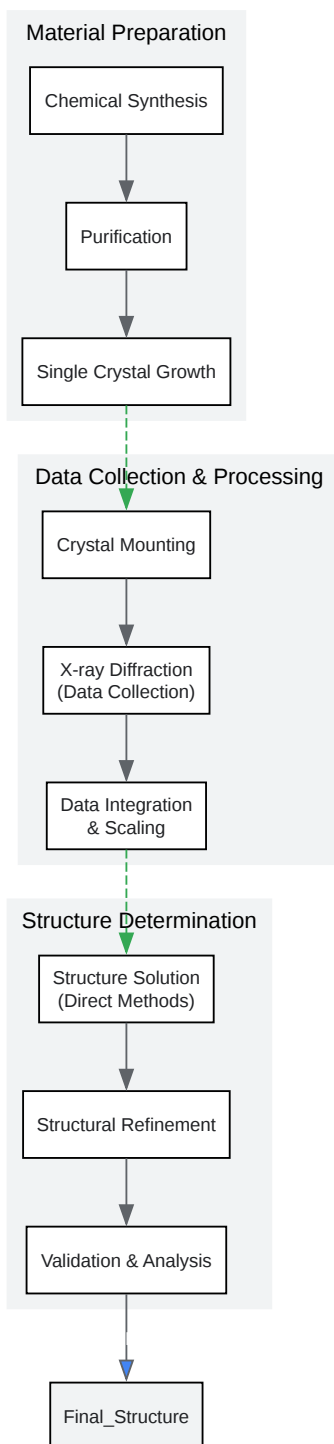 Material Preparation
Chemical Synthesis
Purification
Single Crystal Growth
Data Collection & Processing
Crystal Mounting
X-ray Diffraction
(Data Collection)
Data Integration
& Scaling
Structure Determination
Structure Solution
(Direct Methods)
Structural Refinement
Validation & Analysis
Final_Structure